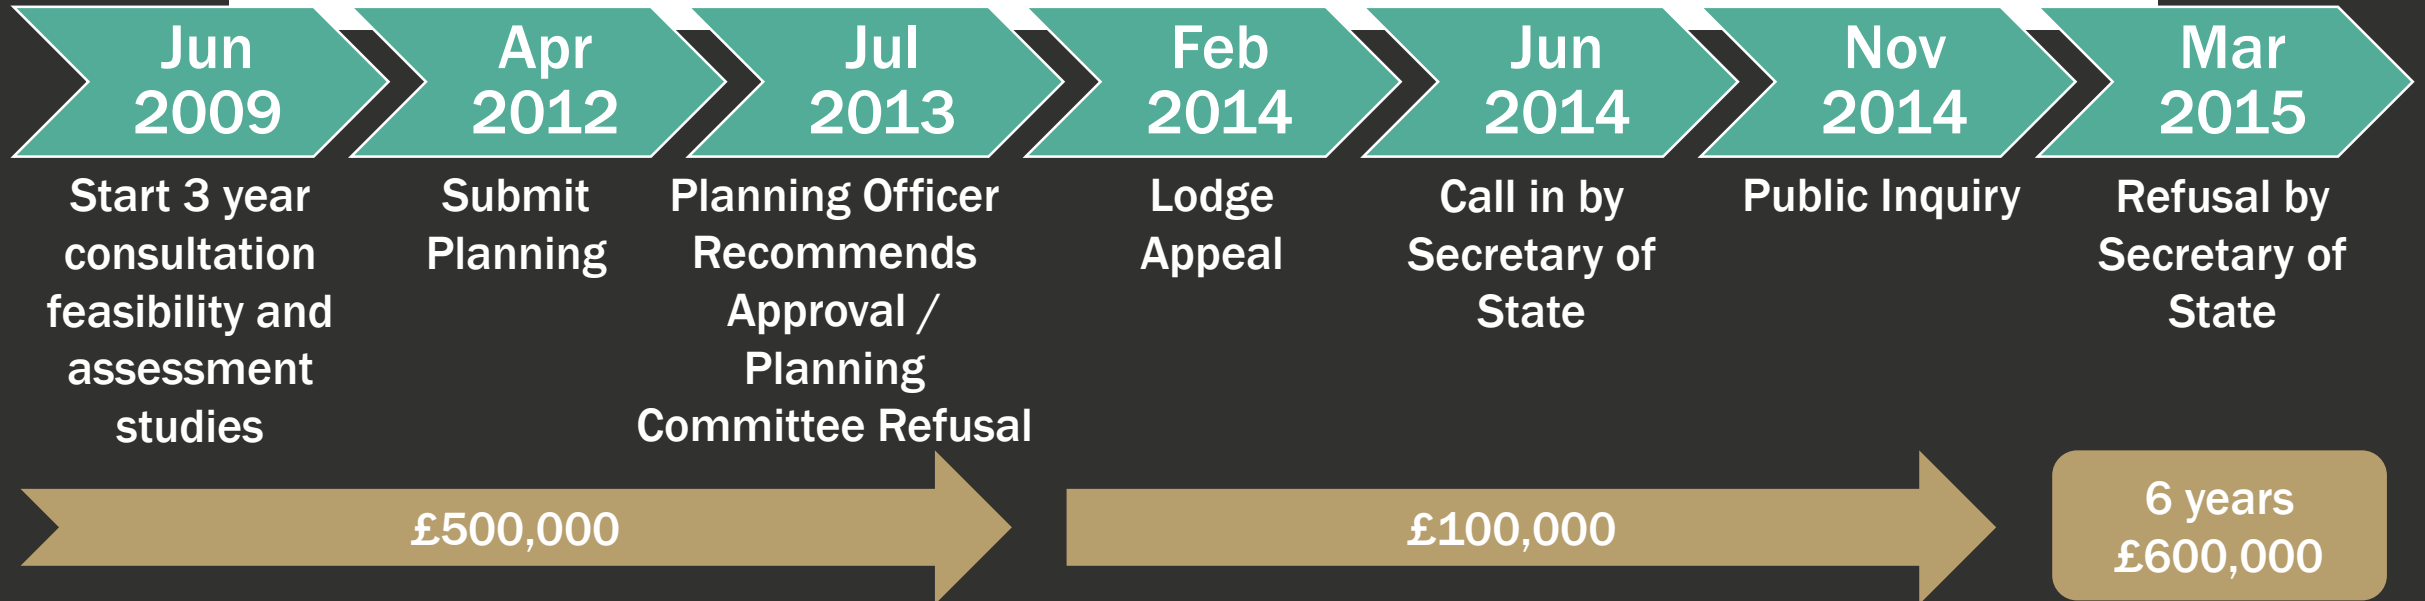 Jun
2009
Apr
2012
Jul
2013
Feb
2014
Jun
2014
Nov
2014
Mar
2015
Start 3 year
consultation
feasibility and
assessment
studies
Submit
Planning
Planning Officer
Recommends
Approval /
Planning
Committee Refusal
Lodge
Appeal
Call in by
Secretary of
State
Public Inquiry
Refusal by
Secretary of
State
£500,000
£100,000
6 years
£600,000